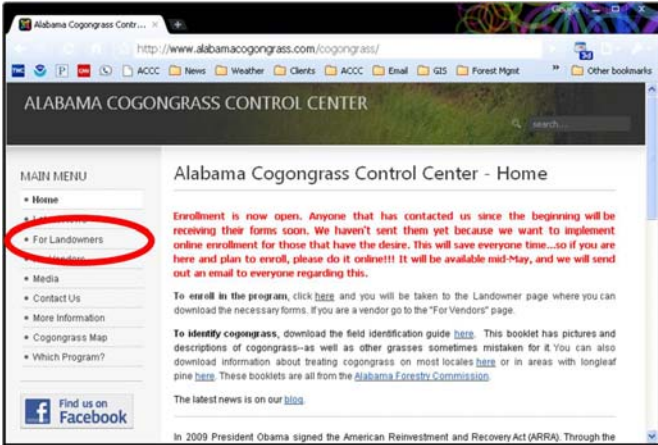 Alabama Cogongrass Contr...
Google
http://www.alabamacogongrass.com/cogongrass/
TWC P CNN ACCC News Weather Clients ACCC Email GIS Forest Mgmt » Other bookmarks
ALABAMA COGONGRASS CONTROL CENTER
search...
MAIN MENU
Home
For Landowners
Media
Contact Us
More Information
Cogongrass Map
Which Program?
Find us on
Facebook
Alabama Cogongrass Control Center - Home
Enrollment is now open. Anyone that has contacted us since the beginning will be
receiving their forms soon. We haven't sent them yet because we want to implement
online enrollment for those that have the desire. This will save everyone time...so if you are
here and plan to enroll, please do it online!!! It will be available mid-May, and we will send
out an email to everyone regarding this.
To enroll in the program, click here and you will be taken to the Landowner page where you can
download the necessary forms. If you are a vendor go to the "For Vendors" page.
To identify cogongrass, download the field identification guide here. This booklet has pictures and
descriptions of cogongrass--as well as other grasses sometimes mistaken for it. You can also
download information about treating cogongrass on most locales here or in areas with longleaf
pine here. These booklets are all from the Alabama Forestry Commission.
The latest news is on our blog.
In 2009 President Obama signed the American Reinvestment and Recovery Act (ARRA). Through the